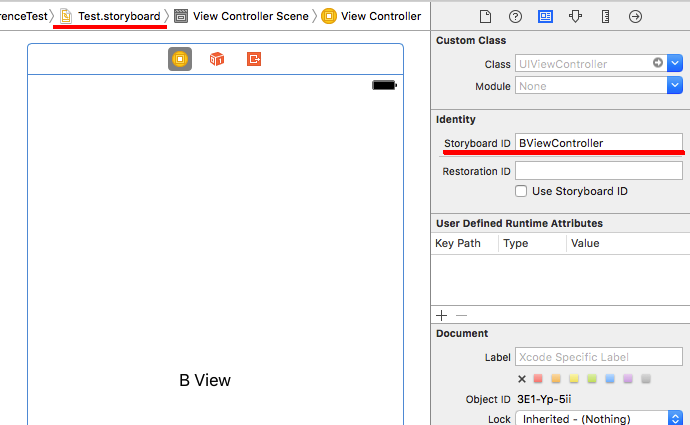 renceTest
Test.storyboard
View Controller Scene
View Controller
Custom Class
Class UIViewController
Module None
Identity
Storyboard ID BViewController
Restoration ID
Use Storyboard ID
User Defined Runtime Attributes
Key Path Type Value
Document
Label Xcode Specific Label
Object ID 3E1-Yp-5ii
Lock Inherited - (Nothing)
B View